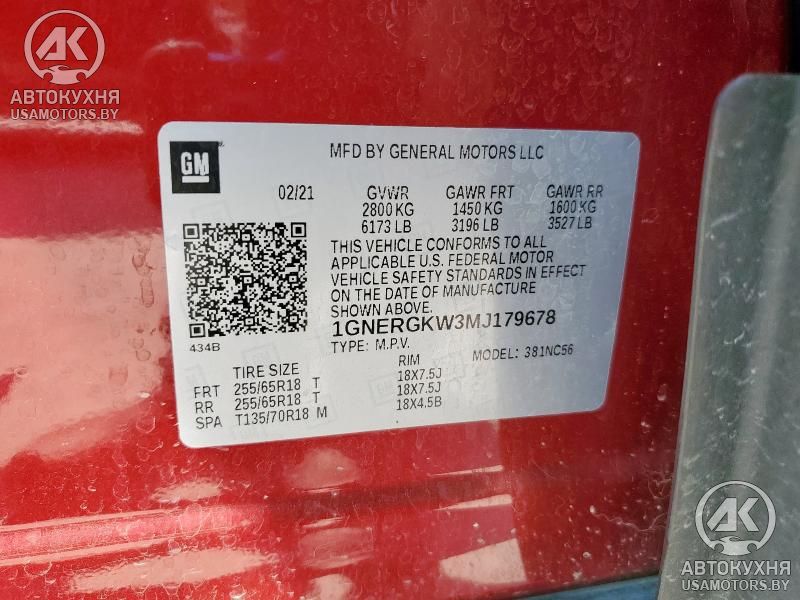 AK
АВТОКУХНЯ
USAMOTORS.BY
GM
MFD BY GENERAL MOTORS LLC
02/21 GVWR GAWR FRT GAWR RR
2800 KG 1450 KG 1600 KG
6173 LB 3196 LB 3527 LB
THIS VEHICLE CONFORMS TO ALL
APPLICABLE U.S. FEDERAL MOTOR
VEHICLE SAFETY STANDARDS IN EFFECT
ON THE DATE OF MANUFACTURE
SHOWN ABOVE.
434B
1GNERGKW3MJ179678
TYPE: M.P.V. MODEL: 381NC56
TIRE SIZE RIM
FRT 255/65R18 T 18X7.5J
RR 255/65R18 T 18X7.5J
SPA T135/70R18 M 18X4.5B
AK
АВТОКУХНЯ
USAMOTORS.BY